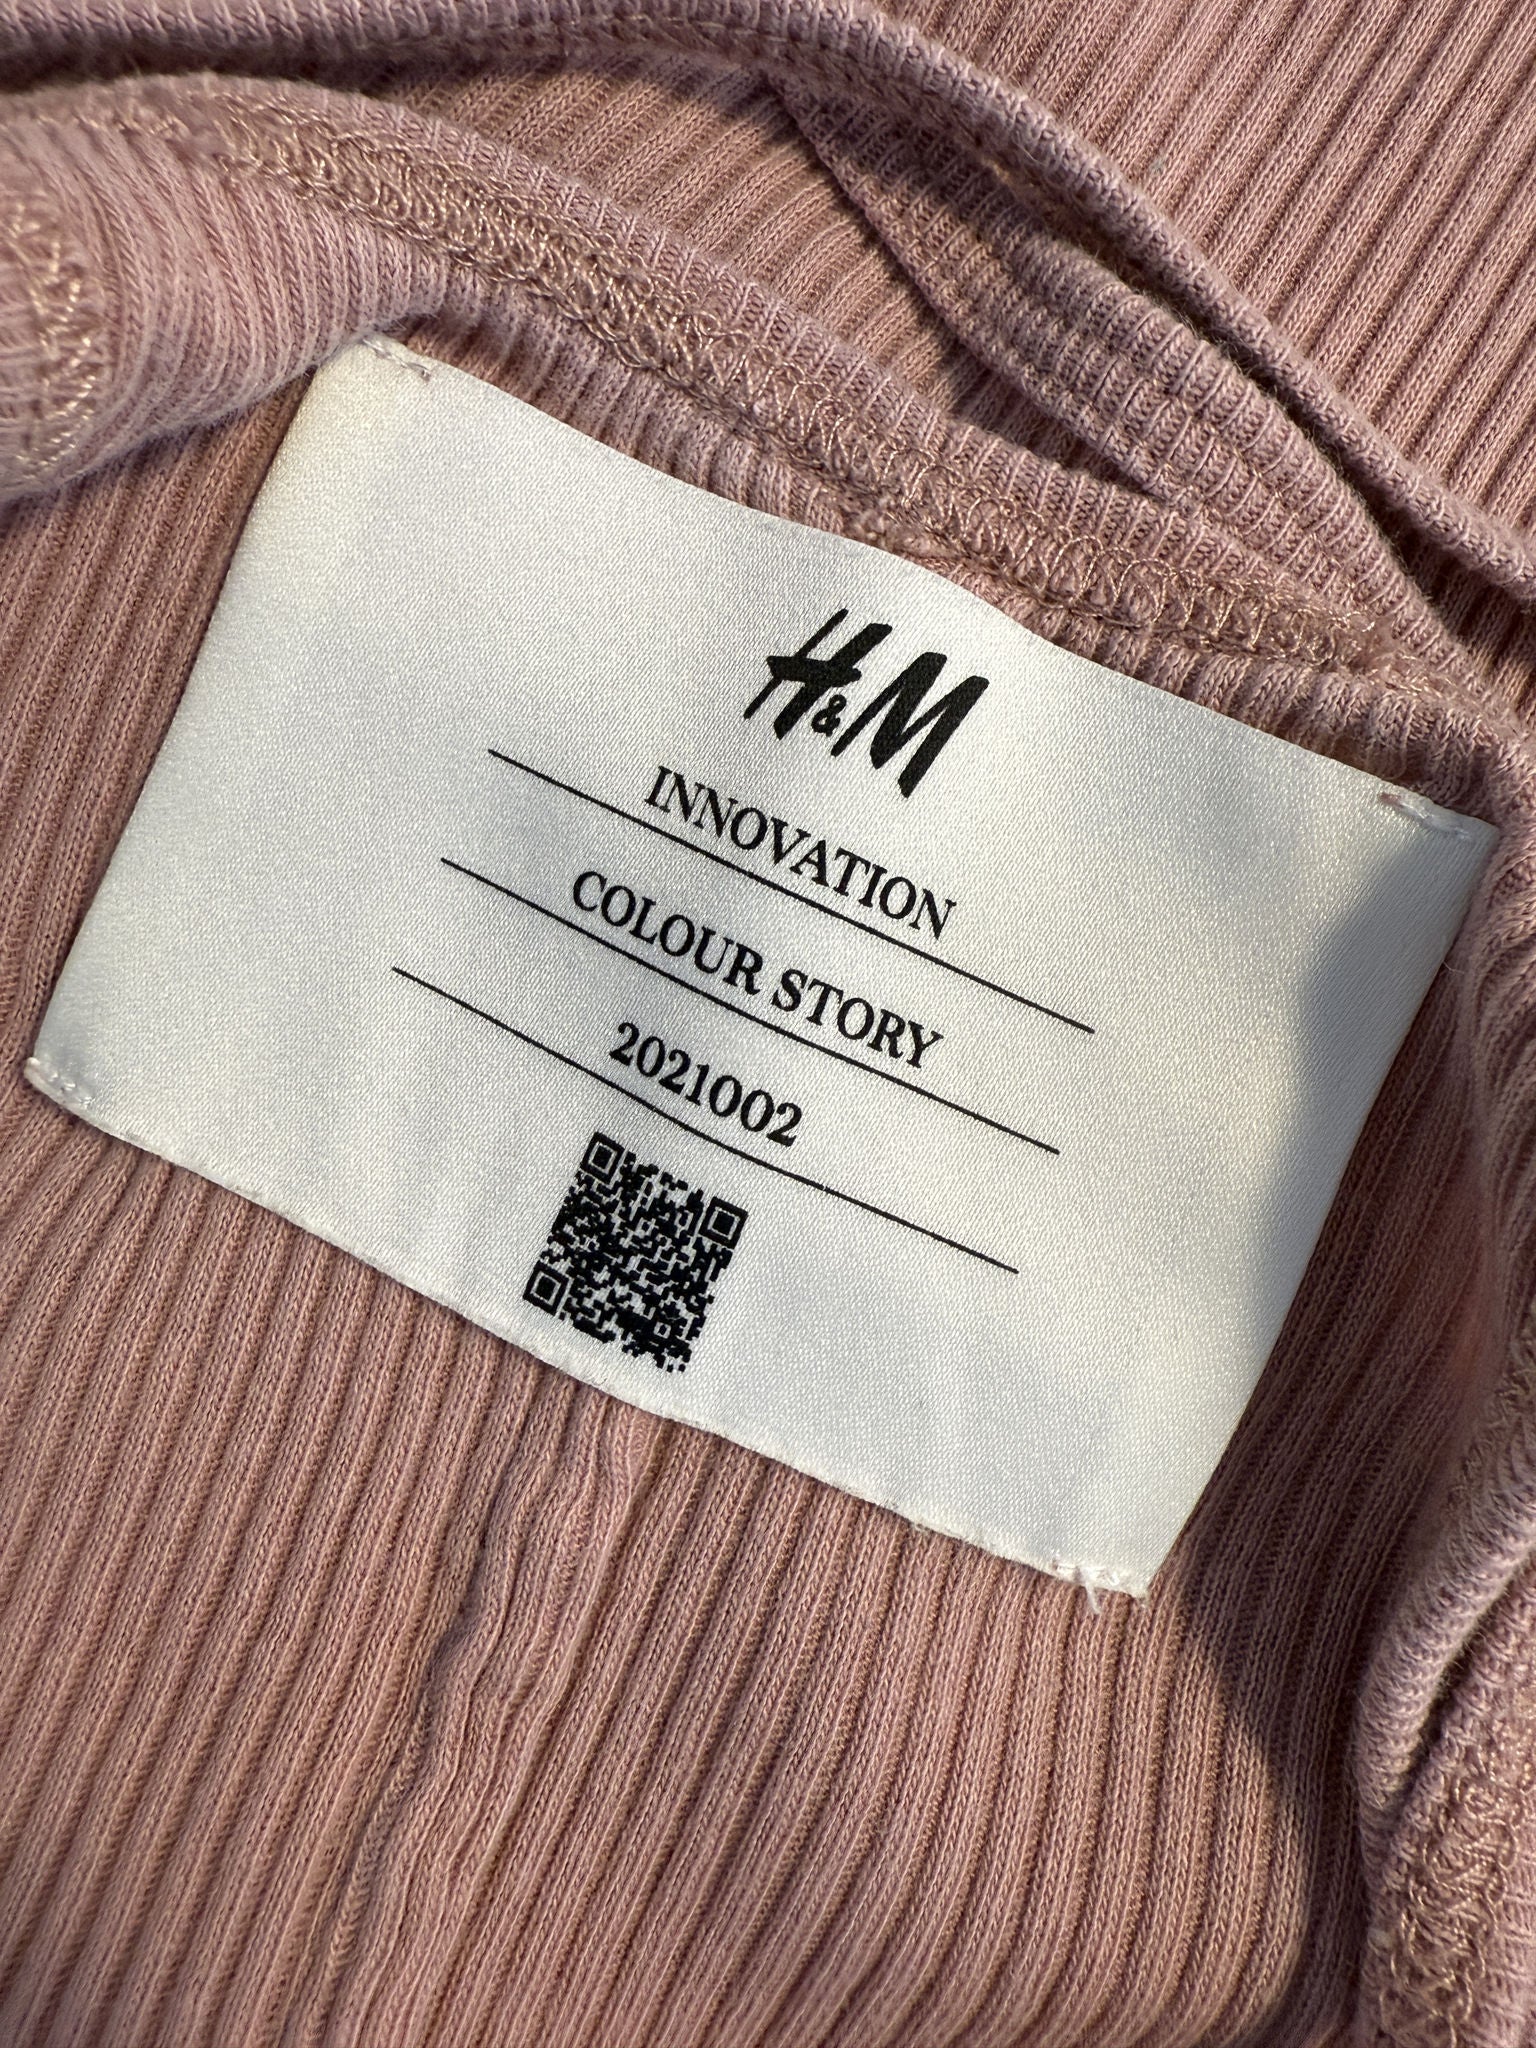 H&M
INNOVATION
COLOUR STORY
2021002